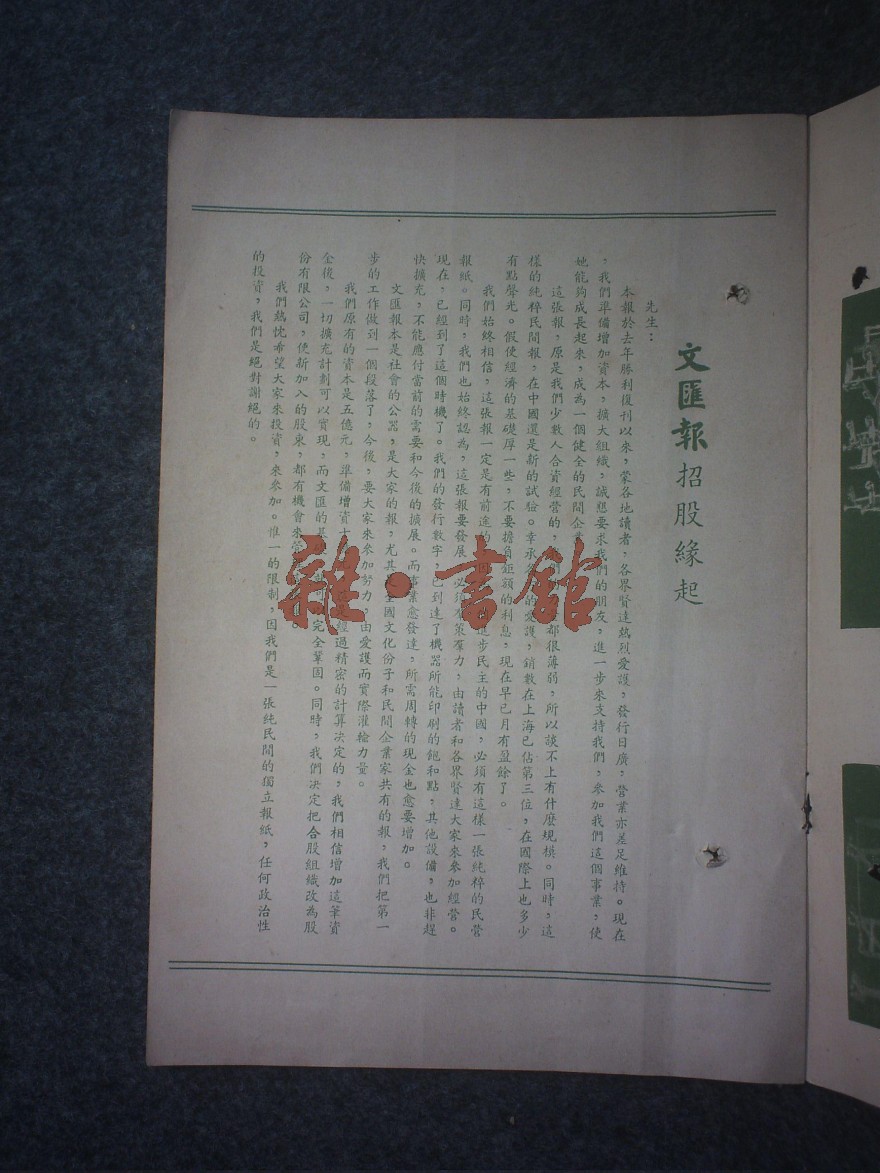 文匯報招股緣起
先生：
本報於去年勝利復刊以來，蒙各地讀者，各界賢達熱烈愛護，發行日廣，營業亦差足維持。現在
，我們準備增加資本，擴大組織，誠懇要求我們的朋友，進一步來支持我們，參加我們這個事業，使
她能夠成長起來，成為一個健全的民間企業
這張報，原是我們少數人合資經營的，都很薄弱，所以談不上有什麼規模。同時，這
樣的純粹民間報，在中國還是新的試驗。幸承的愛護，銷數在上海已佔第三位，在國際上也多少
有點聲光。假使經濟的基礎厚一些，不要擔負鉅額的利息，現在早已月有盈餘了。
我們始終相信，這張報一定是有前途的進步民主的中國，必須有這樣一張純粹的民營
報紙。同時，我們也始終認為，這張報要發展，必須策羣力，由讀者和各界賢達大家來參加經營。
現在，已經到了這個時機了。我們的發行數字，已到達了機器所能印刷的飽和點，其他設備，也非趕
快擴充，不能應付當前的需要和今後的擴展。而事業愈發達，所需周轉的現金也愈要增加。
文匯報本是社會的公器，是大家的報，尤其全國文化份子和民間企業家共有的報，我們把第一
步的工作做到一個段落了，今後，要大家來參加努力，由愛護而實際灌輸力量。
我們原有的資本是五億元，準備增資十經過精密的計算決定的，我們相信增加這筆資
金後，一切擴充計劃可以實現，而文匯的基完全鞏固。同時，我們決定把合股組織改為股
份有限公司，使新加入的股東，都有機會來管
我們熱忱希望大家來投資，來參加。惟一的限制，因我們是一張純民間的獨立報紙，任何政治性
的投資，我們是絕對謝絕的。
雜·書館